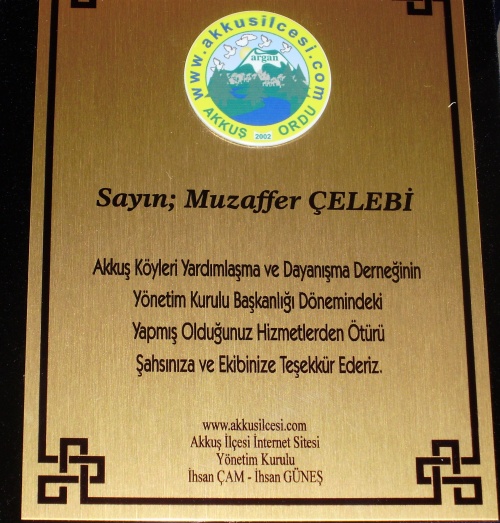 www.akkusilcesi.com
argan
AKKUŞ 2002 ORDU
Sayın; Muzaffer ÇELEBİ
Akkuş Köyleri Yardımlaşma ve Dayanışma Derneğinin
Yönetim Kurulu Başkanlığı Dönemindeki
Yapmış Olduğunuz Hizmetlerden Ötürü
Şahsınıza ve Ekibinize Teşekkür Ederiz.
www.akkusilcesi.com
Akkuş İlçesi İnternet Sitesi
Yönetim Kurulu
İhsan ÇAM - İhsan GÜNEŞ